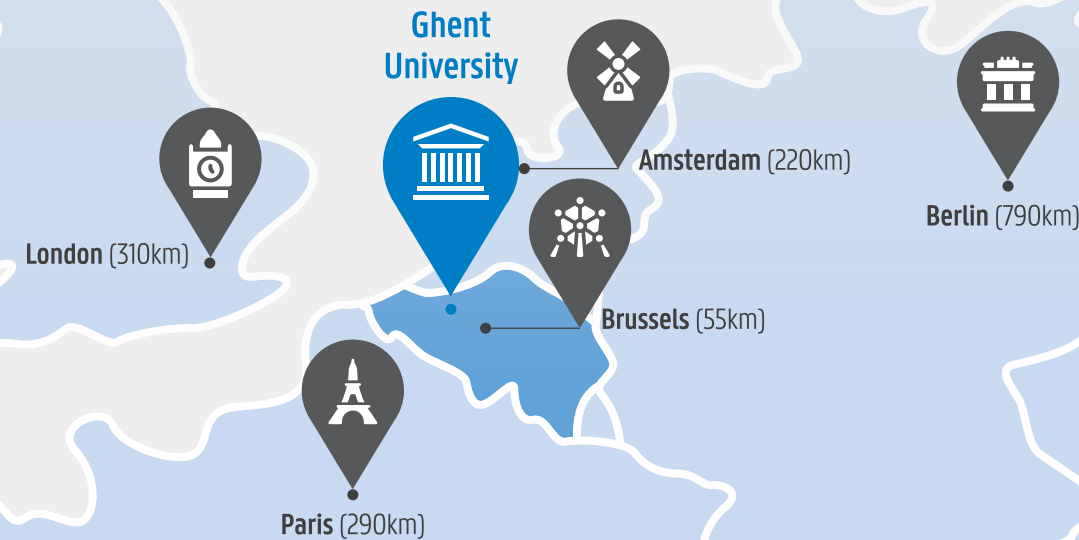 Ghent
University
Amsterdam (220km)
Berlin (790km)
London (310km)
Brussels (55km)
Paris (290km)